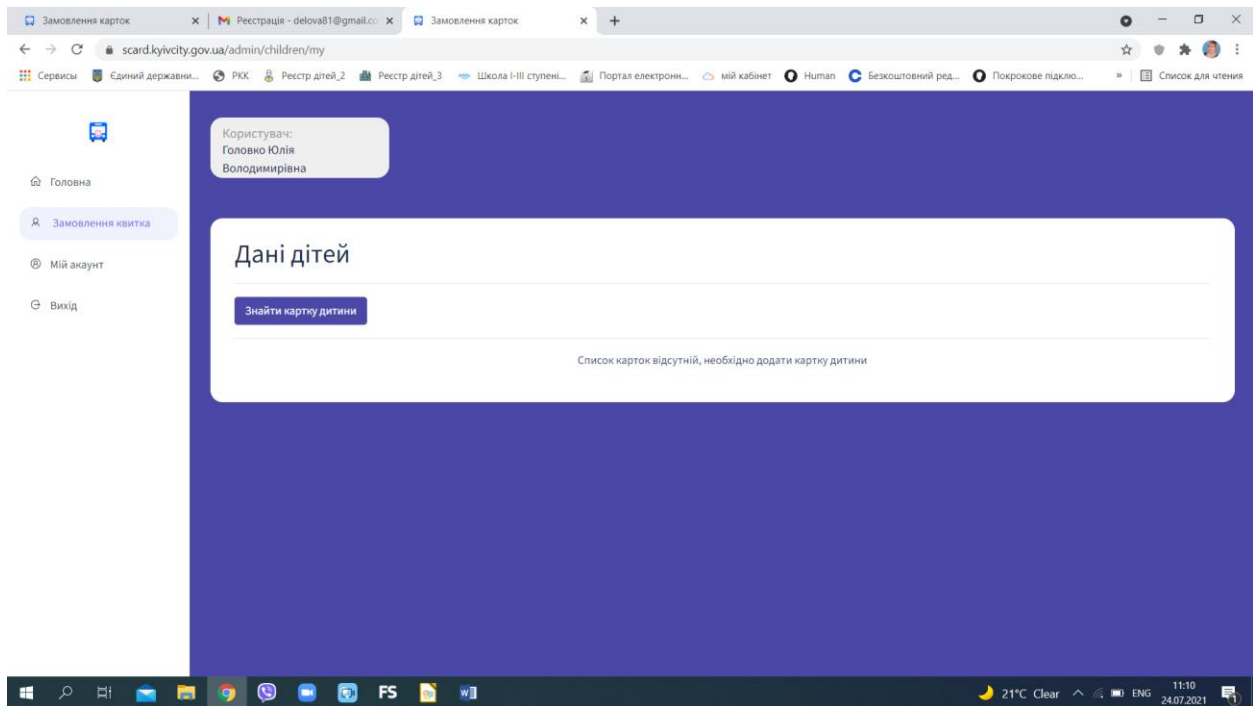 Замовлення карток
Реєстрація - delova81@gmail.co
Замовлення карток
scard.kyivcity.gov.ua/admin/children/my
Сервисы
Єдиний державни...
РКК
Реєстр дітей_2
Реєстр дітей_3
Школа І-ІІІ ступені...
Портал електронн...
мій кабінет
Human
Безкоштовний ред...
Покрокове підклю...
»
Список для чтения
Користувач:
Головко Юлія
Володимирівна
Головна
Замовлення квитка
Мій акаунт
Вихід
Дані дітей
Знайти картку дитини
Список карток відсутній, необхідно додати картку дитини
FS
21°C Clear
ENG
11:10
24.07.2021